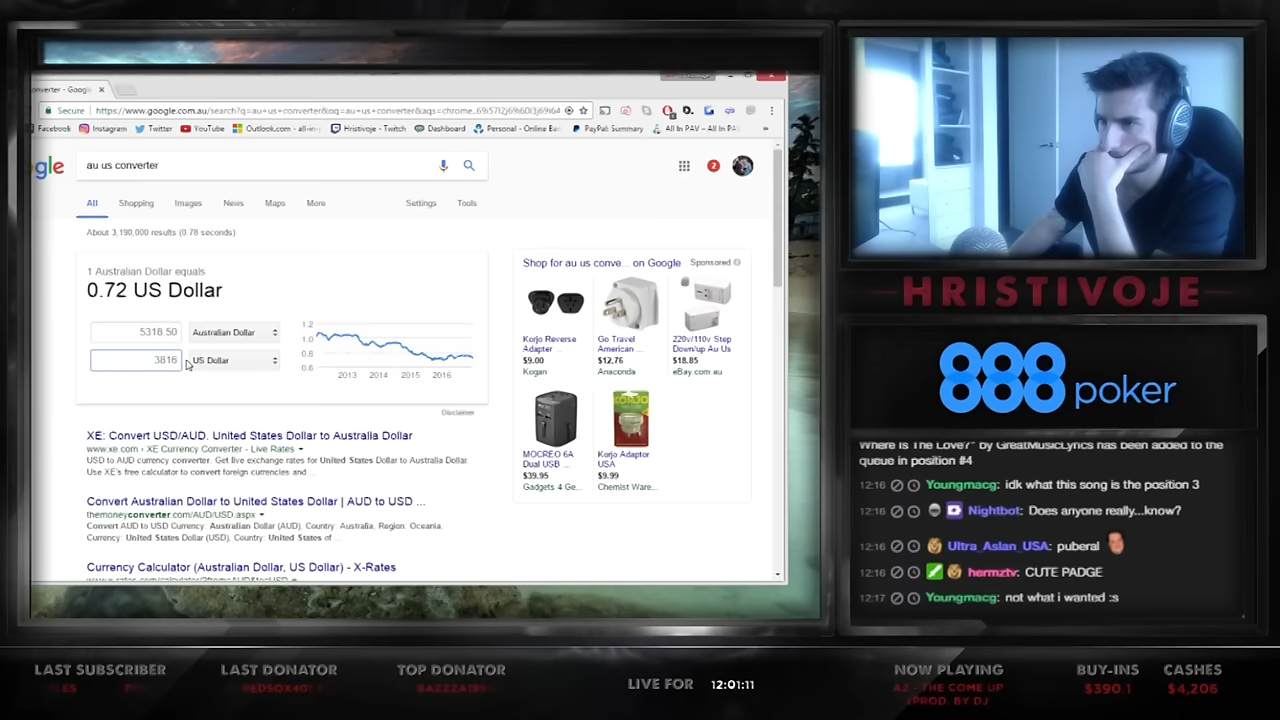 onverter - Googl
Secure
https://www.google.com.au/search?q=au+us+converter&oq=au+us+converter&aqs=chrome..69i57l2j69i60l3j69i64
Facebook
Instagram
Twitter
YouTube
Outlook.com - all-in
Hristivoje - Twitch
Dashboard
Personal - Online Ban
PayPal: Summary
All In PAV – All In PA
»
gle
au us converter
2
All
Shopping
Images
News
Maps
More
Settings
Tools
About 3,190,000 results (0.78 seconds)
1 Australian Dollar equals
0.72 US Dollar
5318.50
Australian Dollar
3816
US Dollar
1.2
1.0
0.8
0.6
2013
2014
2015
2016
Disclaimer
Shop for au us conve... on Google
Sponsored
Korjo Reverse
Adapter ...
$9.00
Kogan
Go Travel
American ...
$12.76
Anaconda
220v/110v Step
Down/up Au Us
$18.85
eBay.com.au
MOCREO 6A
Dual USB ...
$39.95
Gadgets 4 Ge...
Korjo Adaptor
USA
$9.99
Chemist Ware...
XE: Convert USD/AUD. United States Dollar to Australia Dollar
www.xe.com › XE Currency Converter - Live Rates
USD to AUD currency converter. Get live exchange rates for United States Dollar to Australia Dollar.
Use XE's free calculator to convert foreign currencies and ...
Convert Australian Dollar to United States Dollar | AUD to USD ...
themoneyconverter.com/AUD/USD.aspx
Convert AUD to USD Currency. Australian Dollar (AUD), Country: Australia, Region: Oceania,
Currency: United States Dollar (USD), Country: United States of ...
Currency Calculator (Australian Dollar, US Dollar) - X-Rates
HRISTIVOJE
888 poker
Where Is The Love?" by GreatMusicLyrics has been added to the
queue in position #4
12:16 Youngmacg: idk what this song is the position 3
12:16 Nightbot: Does anyone really...know?
12:16 Ultra_Asian_USA: puberal
12:16 hermztv: CUTE PADGE
12:17 Youngmacg: not what i wanted :s
LAST SUBSCRIBER
LAST DONATOR
REDSOX401
TOP DONATOR
LIVE FOR
12:01:11
NOW PLAYING
AZ - THE COME UP
(PROD. BY DJ
BUY-INS
$390.1
CASHES
$4,206